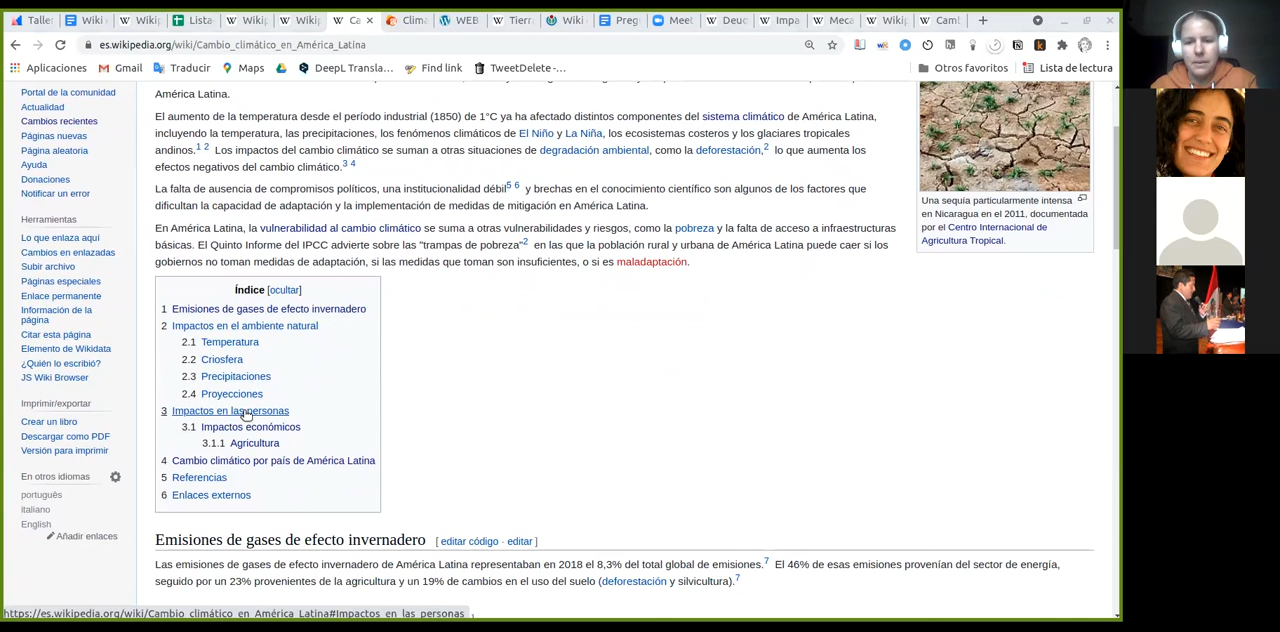 Taller
Wiki
Wikip
Lista
Wikip
Wikip
Ca
Clima
WEB
Tierr
Wiki
Preg
Meet
Deuc
Impa
Meca
Wikip
Camb
es.wikipedia.org/wiki/Cambio_climático_en_América_Latina
Aplicaciones
Gmail
Traducir
Maps
DeepL Transla...
Find link
TweetDelete -...
Otros favoritos
Lista de lectura
Portal de la comunidad
Actualidad
Cambios recientes
Páginas nuevas
Página aleatoria
Ayuda
Donaciones
Notificar un error
Herramientas
Lo que enlaza aquí
Cambios en enlazadas
Subir archivo
Páginas especiales
Enlace permanente
Información de la
página
Citar esta página
Elemento de Wikidata
¿Quién lo escribió?
JS Wiki Browser
Imprimir/exportar
Crear un libro
Descargar como PDF
Versión para imprimir
En otros idiomas
português
italiano
English
Añadir enlaces
América Latina.
El aumento de la temperatura desde el período industrial (1850) de 1°C ya ha afectado distintos componentes del sistema climático de América Latina,
incluyendo la temperatura, las precipitaciones, los fenómenos climáticos de El Niño y La Niña, los ecosistemas costeros y los glaciares tropicales
andinos.1 2 Los impactos del cambio climático se suman a otras situaciones de degradación ambiental, como la deforestación,2 lo que aumenta los
efectos negativos del cambio climático.3 4
La falta de ausencia de compromisos políticos, una institucionalidad débil5 6 y brechas en el conocimiento científico son algunos de los factores que
dificultan la capacidad de adaptación y la implementación de medidas de mitigación en América Latina.
En América Latina, la vulnerabilidad al cambio climático se suma a otras vulnerabilidades y riesgos, como la pobreza y la falta de acceso a infraestructuras
básicas. El Quinto Informe del IPCC advierte sobre las "trampas de pobreza"2 en las que la población rural y urbana de América Latina puede caer si los
gobiernos no toman medidas de adaptación, si las medidas que toman son insuficientes, o si es maladaptación.
Una sequía particularmente intensa
en Nicaragua en el 2011, documentada
por el Centro Internacional de
Agricultura Tropical.
Índice [ocultar]
1 Emisiones de gases de efecto invernadero
2 Impactos en el ambiente natural
2.1 Temperatura
2.2 Criosfera
2.3 Precipitaciones
2.4 Proyecciones
3 Impactos en las personas
3.1 Impactos económicos
3.1.1 Agricultura
4 Cambio climático por país de América Latina
5 Referencias
6 Enlaces externos
Emisiones de gases de efecto invernadero [ editar código · editar ]
Las emisiones de gases de efecto invernadero de América Latina representaban en 2018 el 8,3% del total global de emisiones.7 El 46% de esas emisiones provenían del sector de energía,
seguido por un 23% provenientes de la agricultura y un 19% de cambios en el uso del suelo (deforestación y silvicultura).7
https://es.wikipedia.org/wiki/Cambio_climático_en_América_Latina#Impactos_en_las_personas